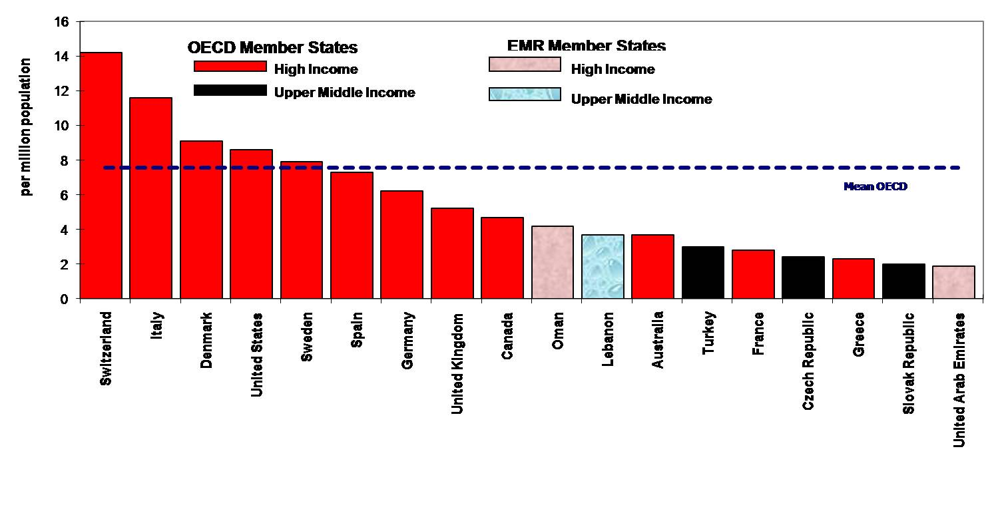 16
14
12
10
8
6
4
2
0
per million population
OECD Member States
High Income
Upper Middle Income
EMR Member States
High Income
Upper Middle Income
Mean OECD
Switzerland
Italy
Denmark
United States
Sweden
Spain
Germany
United Kingdom
Canada
Oman
Lebanon
Australia
Turkey
France
Czech Republic
Greece
Slovak Republic
United Arab Emirates